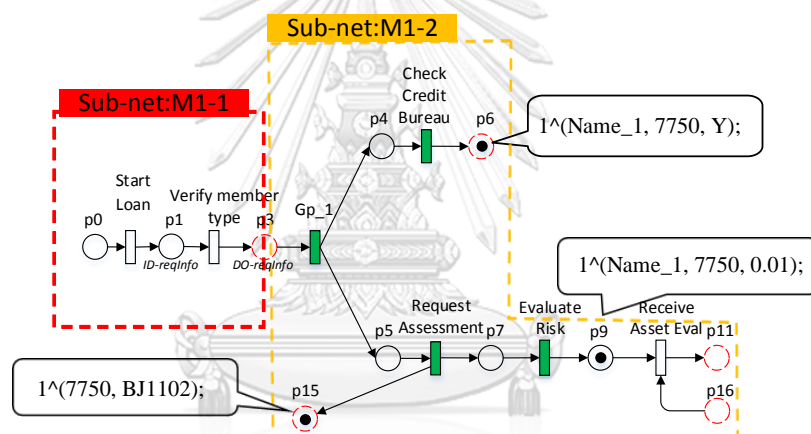 Sub-net:M1-2
Sub-net:M1-1
Check
Credit
Bureau
p4
p6
1^(Name_1, 7750, Y);
Start
Loan
Verify member
type
p0
p1
p3
Gp_1
ID-reqInfo
DO-reqInfo
1^(Name_1, 7750, 0.01);
Request
Assessment
Evaluate
Risk
Receive
Asset Eval
p5
p7
p9
p11
p15
p16
1^(7750, BJ1102);